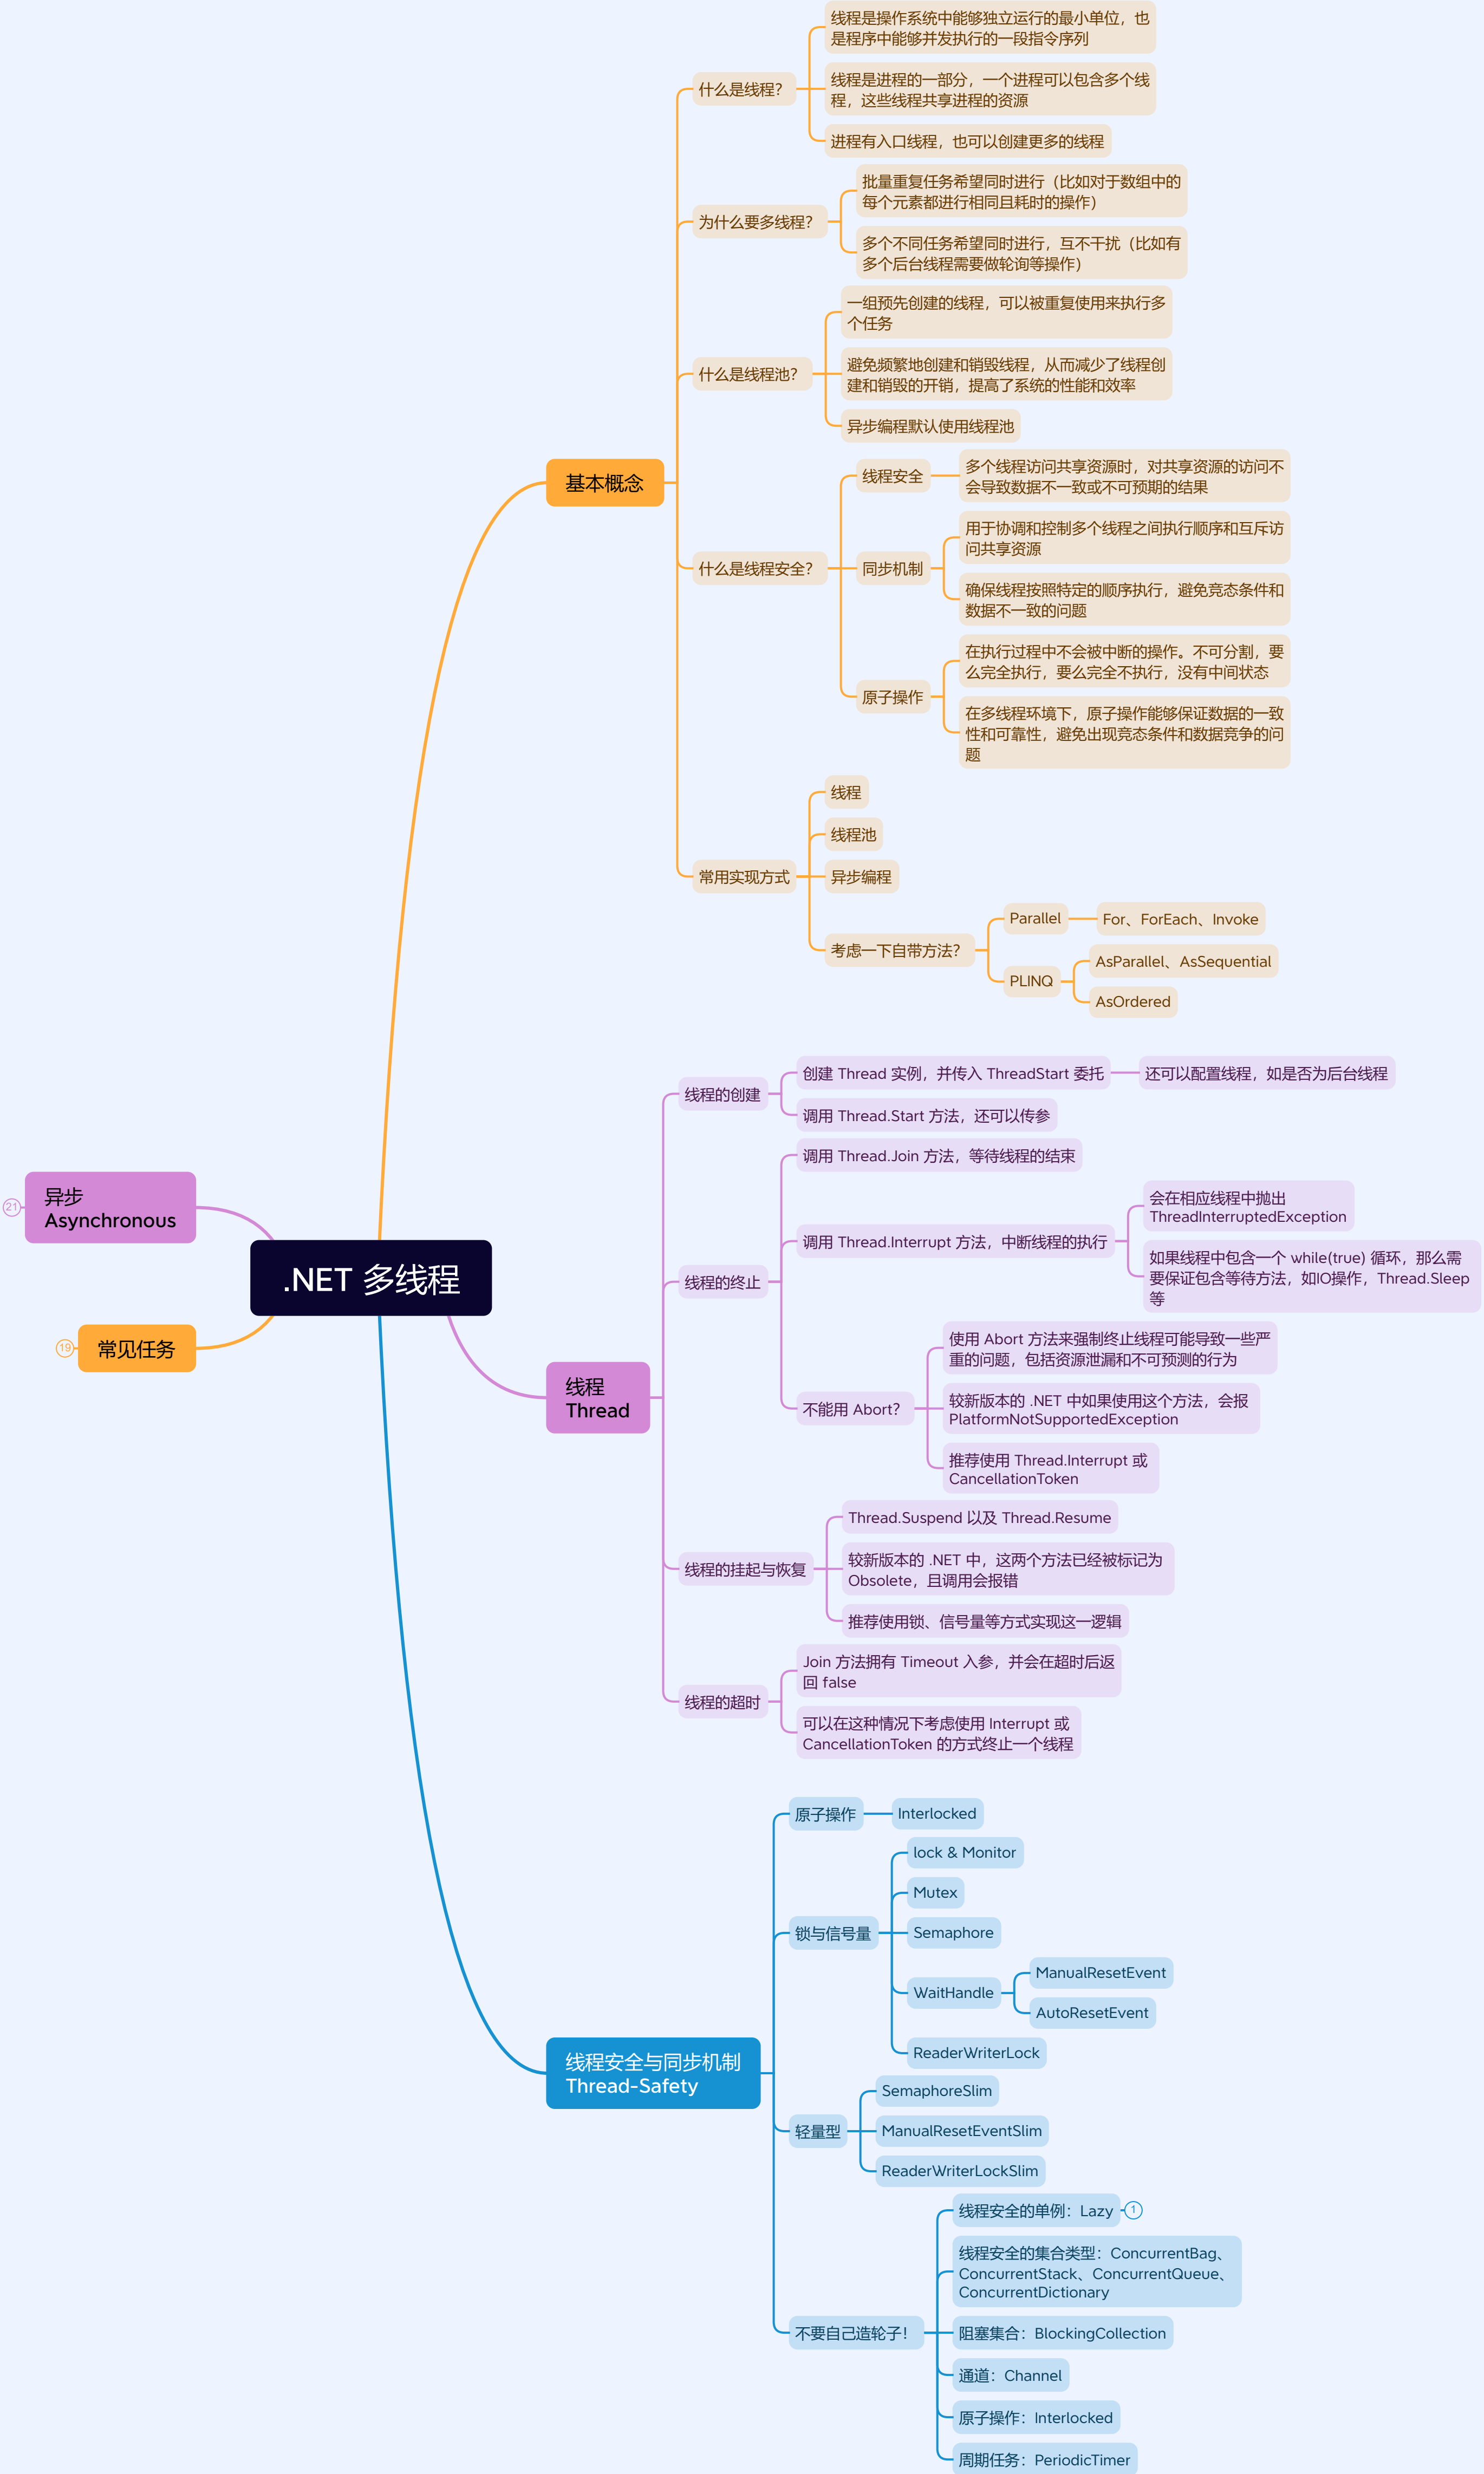 .NET 多线程
基本概念
什么是线程？
线程是操作系统中能够独立运行的最小单位，也
是程序中能够并发执行的一段指令序列
线程是进程的一部分，一个进程可以包含多个线
程，这些线程共享进程的资源
进程有入口线程，也可以创建更多的线程
为什么要多线程？
批量重复任务希望同时进行（比如对于数组中的
每个元素都进行相同且耗时的操作）
多个不同任务希望同时进行，互不干扰（比如有
多个后台线程需要做轮询等操作）
什么是线程池？
一组预先创建的线程，可以被重复使用来执行多
个任务
避免频繁地创建和销毁线程，从而减少了线程创
建和销毁的开销，提高了系统的性能和效率
异步编程默认使用线程池
什么是线程安全？
线程安全
多个线程访问共享资源时，对共享资源的访问不
会导致数据不一致或不可预期的结果
同步机制
用于协调和控制多个线程之间执行顺序和互斥访
问共享资源
确保线程按照特定的顺序执行，避免竞态条件和
数据不一致的问题
原子操作
在执行过程中不会被中断的操作。不可分割，要
么完全执行，要么完全不执行，没有中间状态
在多线程环境下，原子操作能够保证数据的一致
性和可靠性，避免出现竞态条件和数据竞争的问
题
常用实现方式
线程
线程池
异步编程
考虑一下自带方法？
Parallel
For、ForEach、Invoke
PLINQ
AsParallel、AsSequential
AsOrdered
线程
Thread
线程的创建
创建 Thread 实例，并传入 ThreadStart 委托
还可以配置线程，如是否为后台线程
调用 Thread.Start 方法，还可以传参
线程的终止
调用 Thread.Join 方法，等待线程的结束
调用 Thread.Interrupt 方法，中断线程的执行
会在相应线程中抛出
ThreadInterruptedException
如果线程中包含一个 while(true) 循环，那么需
要保证包含等待方法，如IO操作，Thread.Sleep
等
不能用 Abort？
使用 Abort 方法来强制终止线程可能导致一些严
重的问题，包括资源泄漏和不可预测的行为
较新版本的 .NET 中如果使用这个方法，会报
PlatformNotSupportedException
推荐使用 Thread.Interrupt 或
CancellationToken
线程的挂起与恢复
Thread.Suspend 以及 Thread.Resume
较新版本的 .NET 中，这两个方法已经被标记为
Obsolete，且调用会报错
推荐使用锁、信号量等方式实现这一逻辑
线程的超时
Join 方法拥有 Timeout 入参，并会在超时后返
回 false
可以在这种情况下考虑使用 Interrupt 或
CancellationToken 的方式终止一个线程
线程安全与同步机制
Thread-Safety
原子操作
Interlocked
锁与信号量
lock & Monitor
Mutex
Semaphore
WaitHandle
ManualResetEvent
AutoResetEvent
ReaderWriterLock
轻量型
SemaphoreSlim
ManualResetEventSlim
ReaderWriterLockSlim
不要自己造轮子！
线程安全的单例：Lazy
1
线程安全的集合类型：ConcurrentBag、
ConcurrentStack、ConcurrentQueue、
ConcurrentDictionary
阻塞集合：BlockingCollection
通道：Channel
原子操作：Interlocked
周期任务：PeriodicTimer
异步
Asynchronous
21
常见任务
19